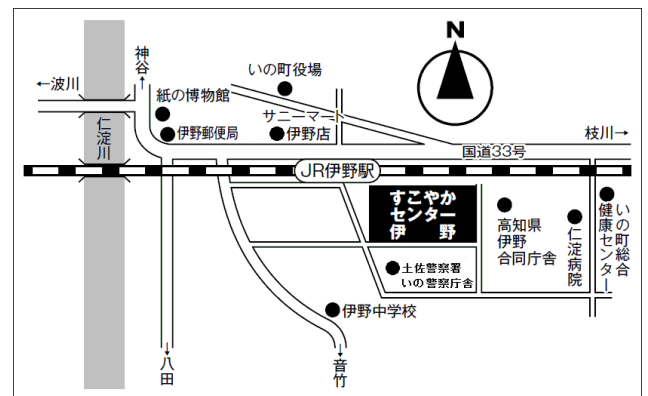 N
神谷
←波川
いの町役場
紙の博物館
サニーマート
伊野店
伊野郵便局
枝川→
国道33号
仁淀川
JR伊野駅
すこやか
センター
伊　野
高知県
伊野
合同庁舎
仁淀病院
いの町総合
健康センター
土佐警察署
いの警察庁舎
伊野中学校
↓
八田
↓
音竹